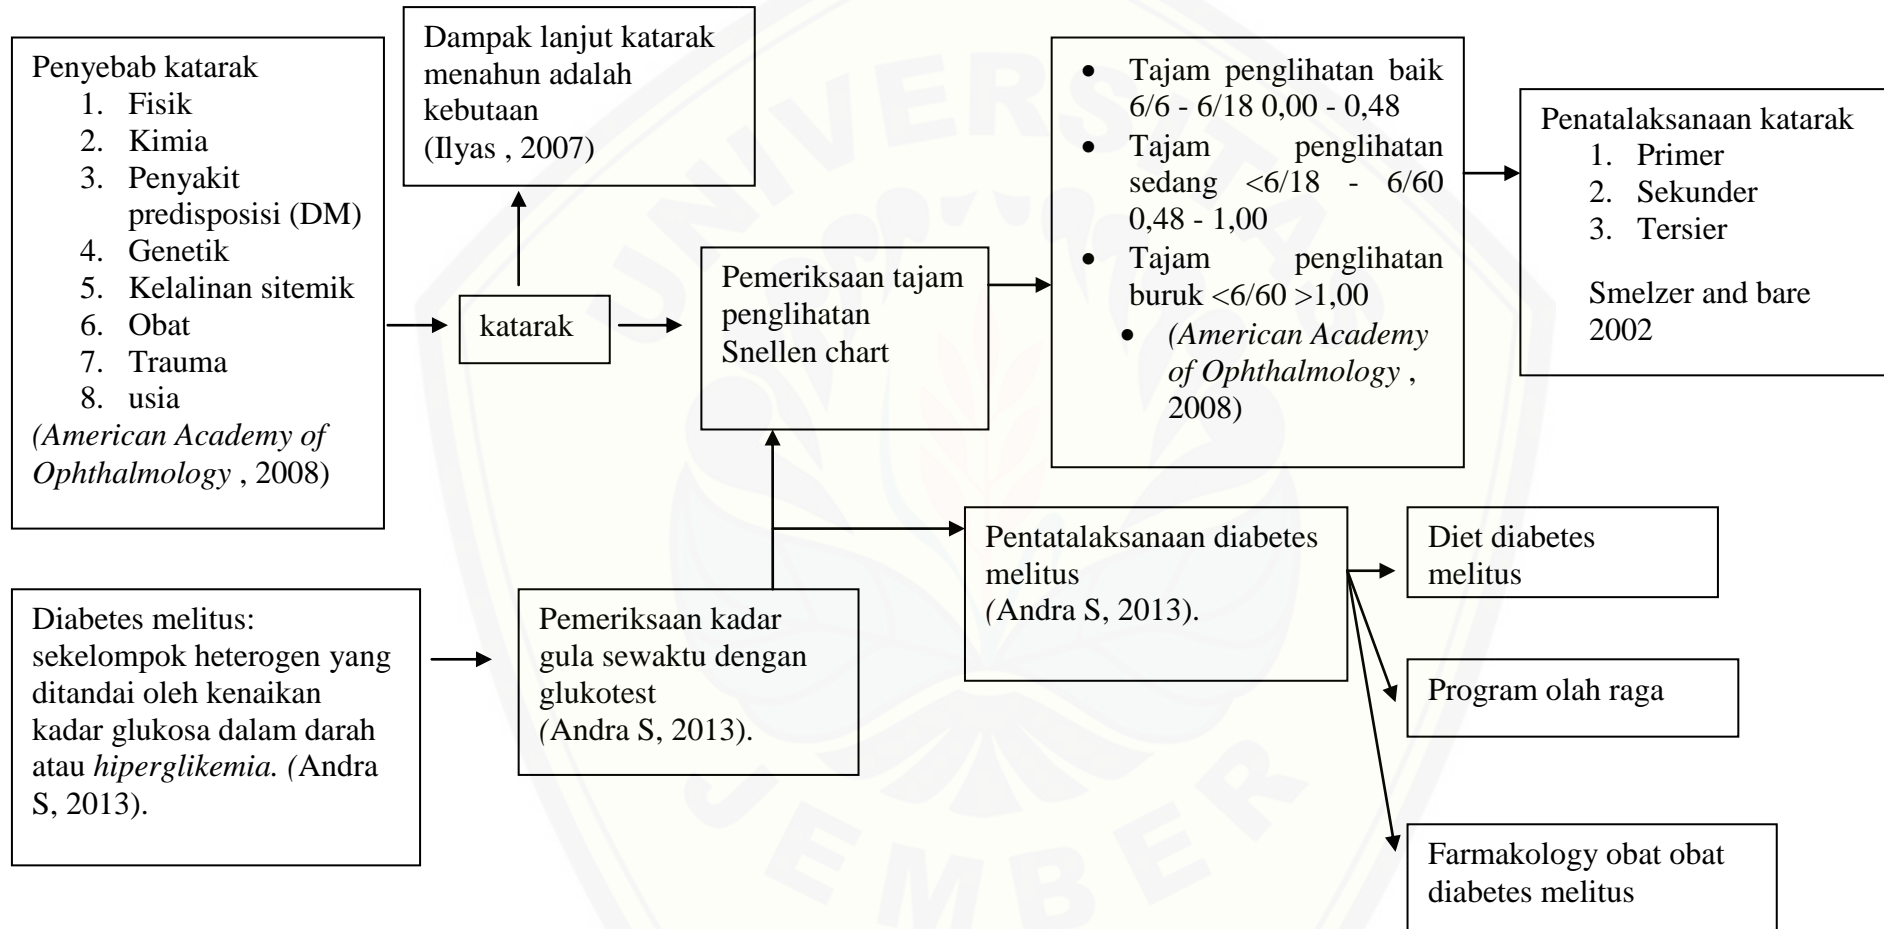 Penyebab katarak
1. Fisik
2. Kimia
3. Penyakit
predisposisi (DM)
4. Genetik
5. Kelalinan sitemik
6. Obat
7. Trauma
8. usia
(American Academy of
Ophthalmology , 2008)
Dampak lanjut katarak
menahun adalah
kebutaan
(Ilyas , 2007)
katarak
Pemeriksaan tajam
penglihatan
Snellen chart
• Tajam penglihatan baik
6/6 - 6/18 0,00 - 0,48
• Tajam penglihatan
sedang <6/18 - 6/60
0,48 - 1,00
• Tajam penglihatan
buruk <6/60 >1,00
• (American Academy
of Ophthalmology ,
2008)
Penatalaksanaan katarak
1. Primer
2. Sekunder
3. Tersier
Smelzer and bare
2002
Diabetes melitus:
sekelompok heterogen yang
ditandai oleh kenaikan
kadar glukosa dalam darah
atau hiperglikemia. (Andra
S, 2013).
Pemeriksaan kadar
gula sewaktu dengan
glukotest
(Andra S, 2013).
Pentatalaksanaan diabetes
melitus
(Andra S, 2013).
Diet diabetes
melitus
Program olah raga
Farmakology obat obat
diabetes melitus
UNIVERSITAS
JEMBER